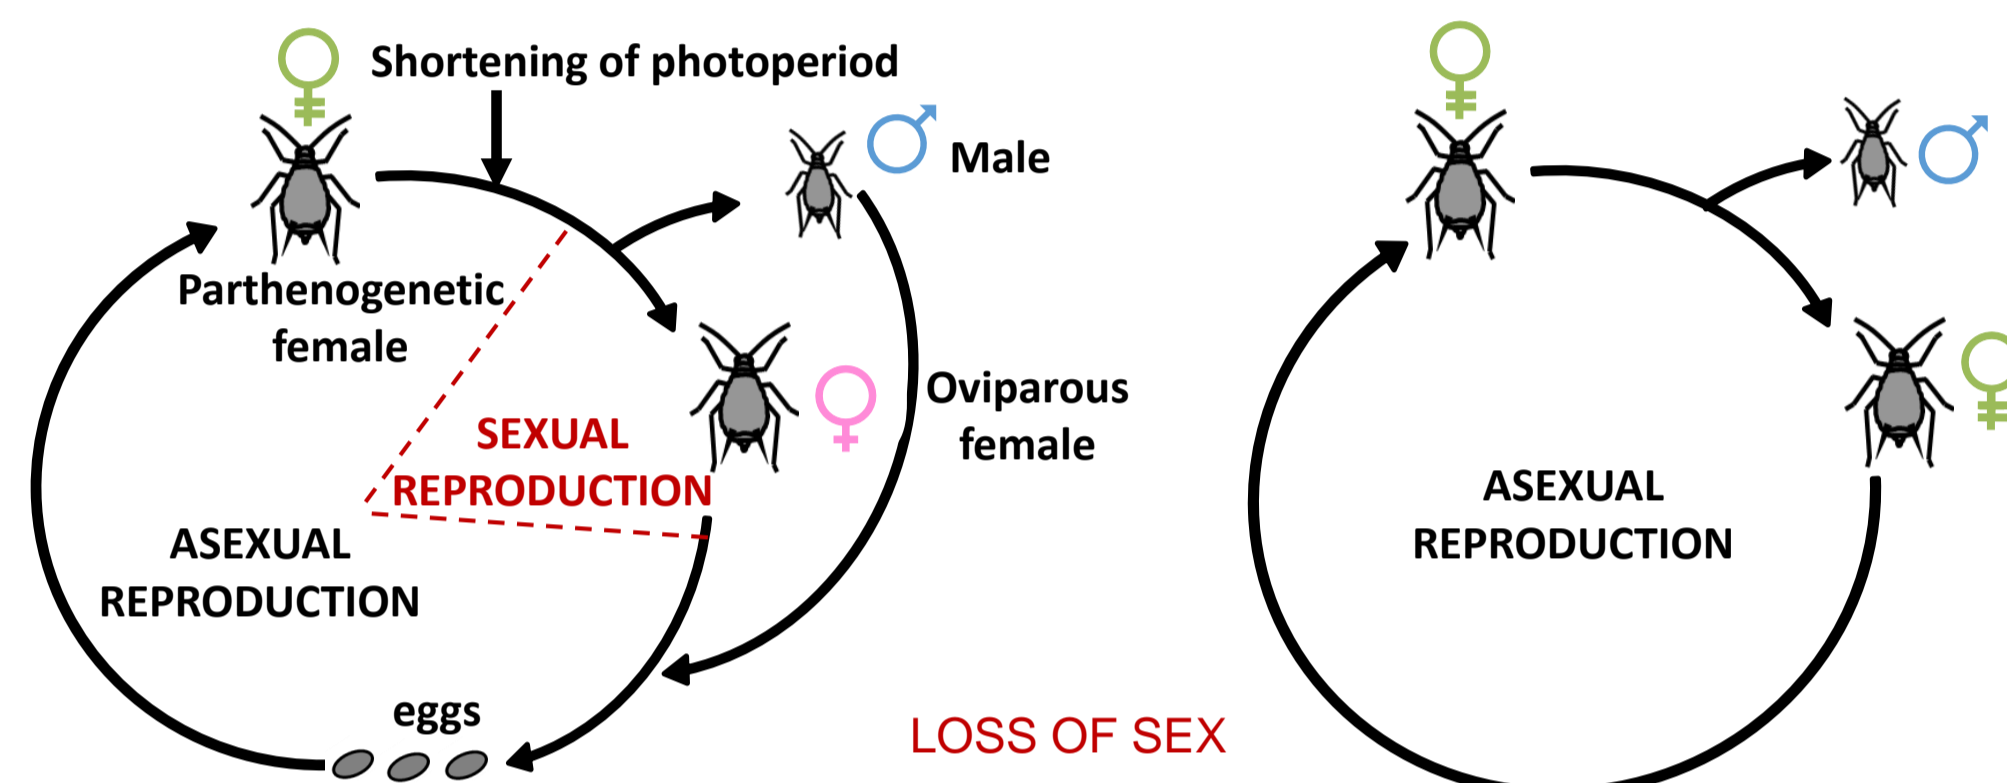 Shortening of photoperiod
Male
Parthenogenetic
female
Oviparous
female
SEXUAL
REPRODUCTION
ASEXUAL
REPRODUCTION
eggs
LOSS OF SEX
ASEXUAL
REPRODUCTION